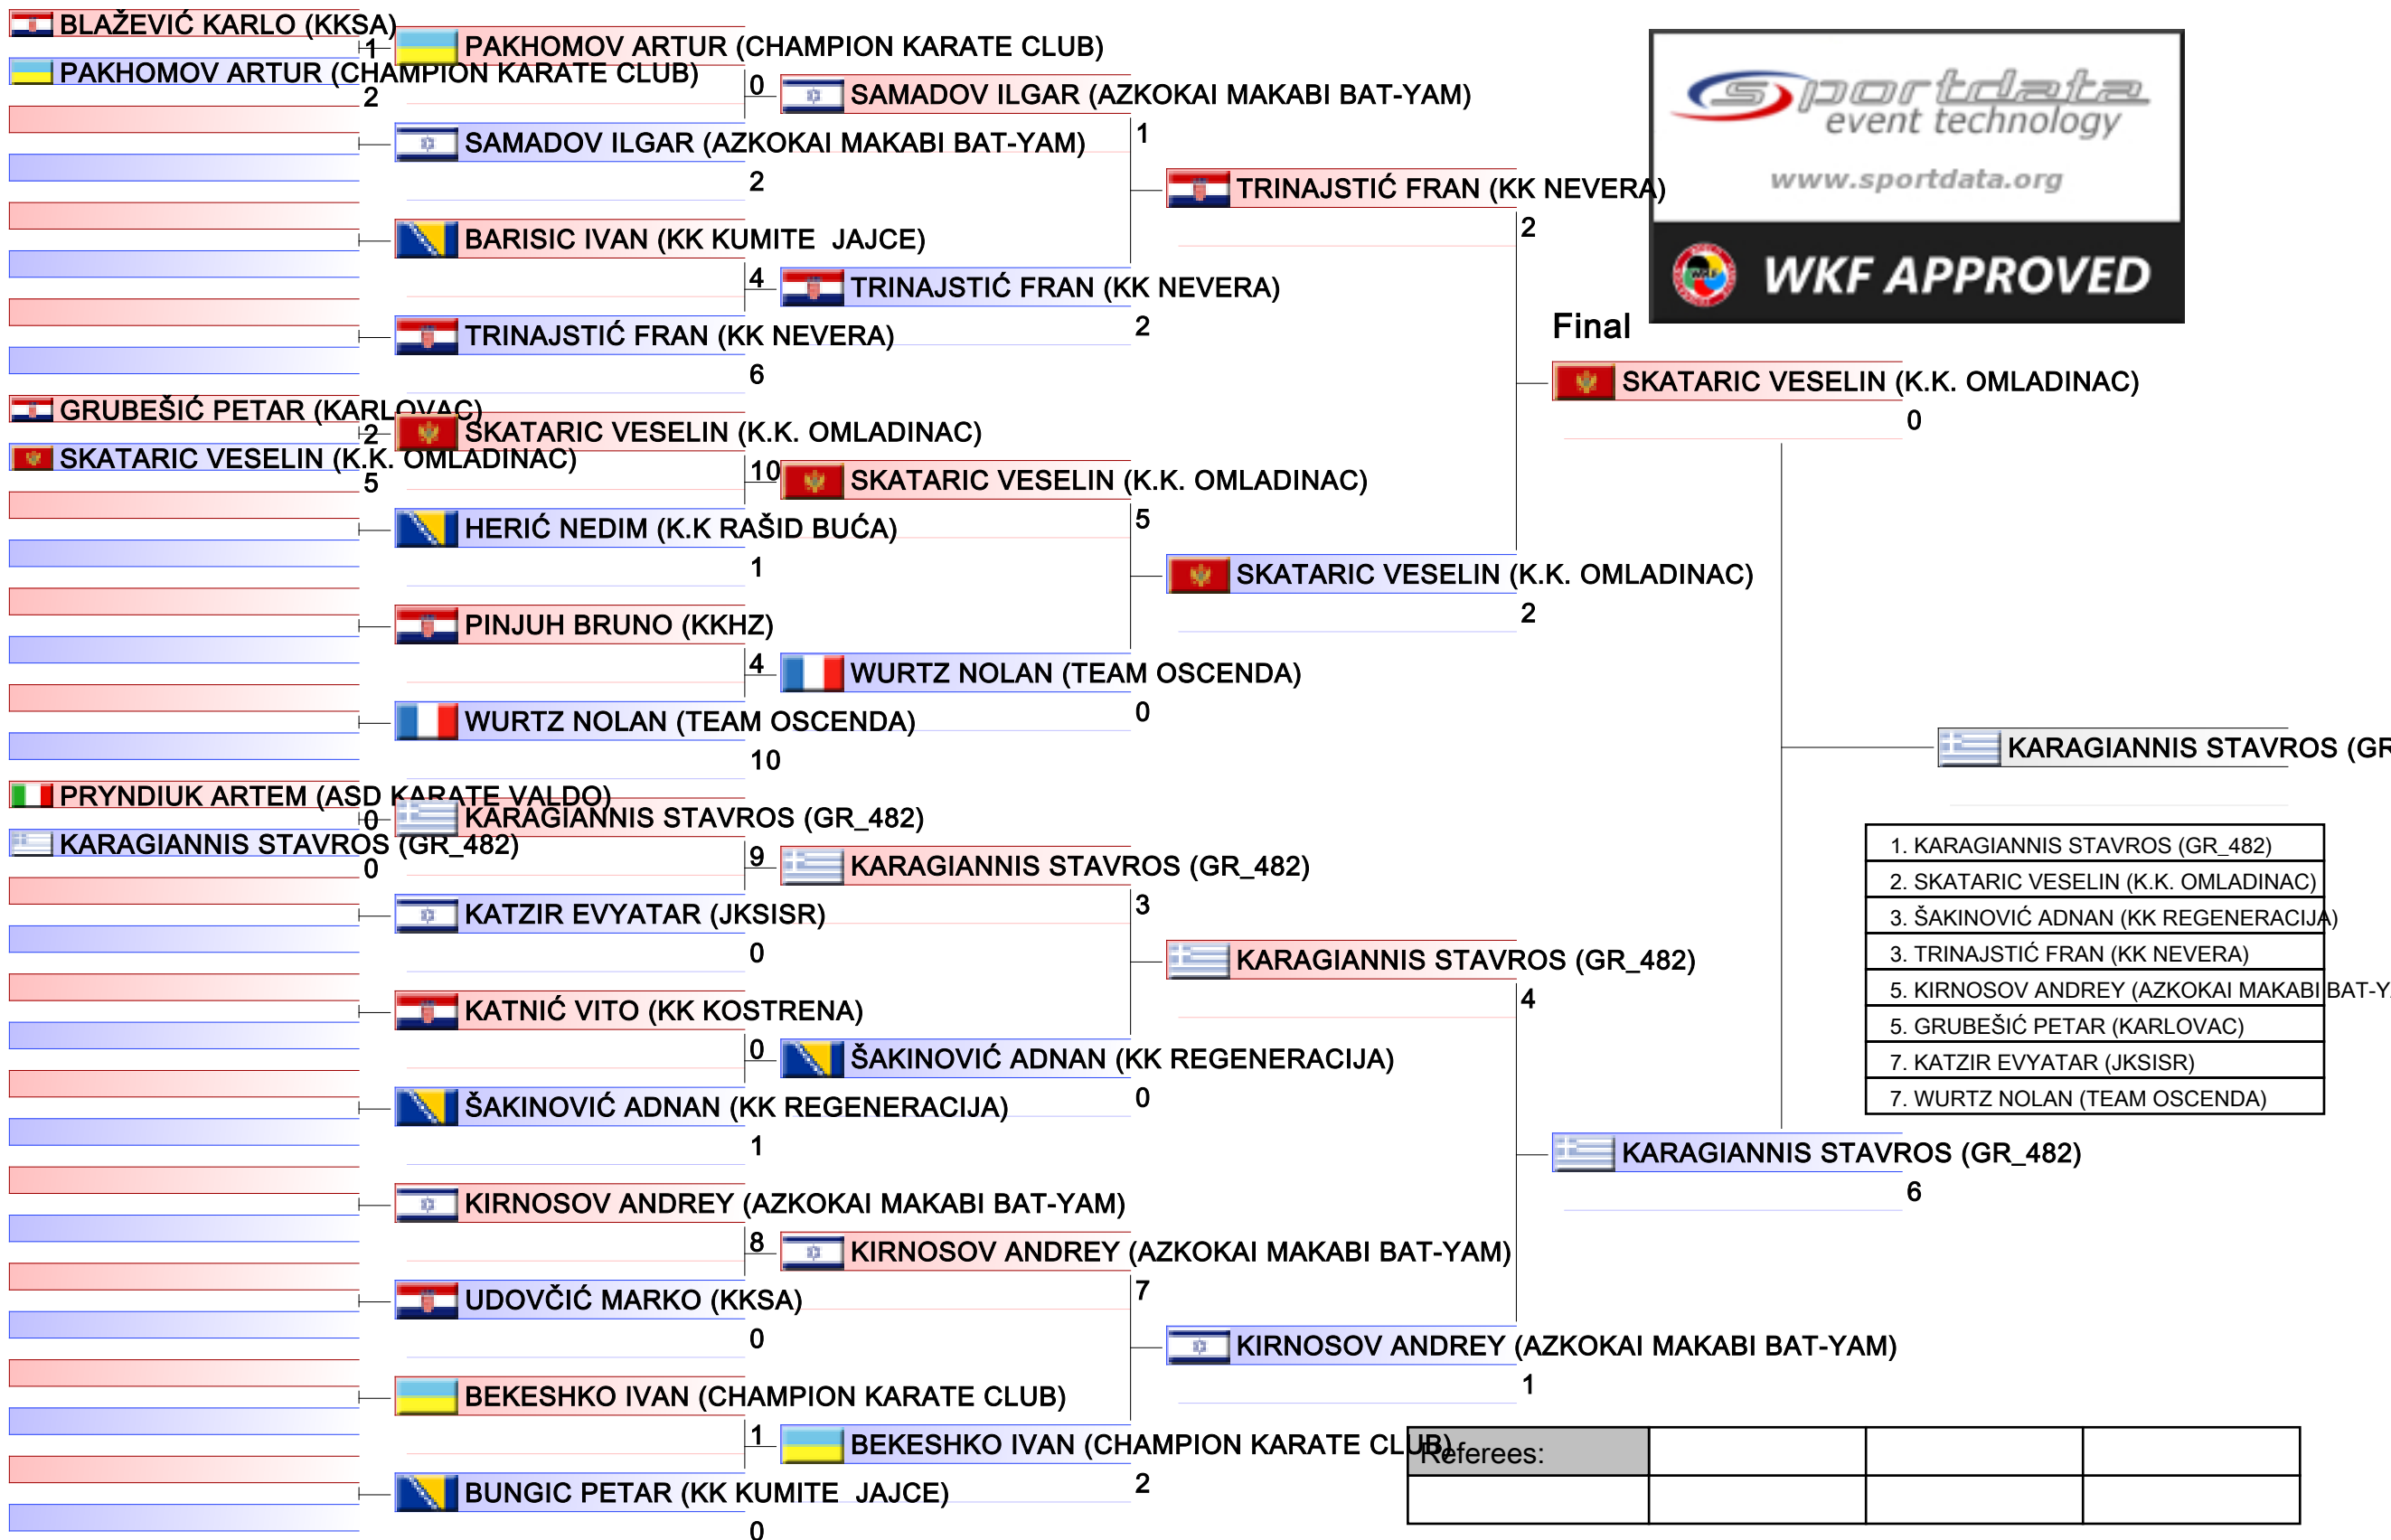 BLAŽEVIĆ KARLO (KKSA)
1
PAKHOMOV ARTUR (CHAMPION KARATE CLUB)
2
GRUBEŠIĆ PETAR (KARLOVAC)
2
SKATARIC VESELIN (K.K. OMLADINAC)
5
PRYNDIUK ARTEM (ASD KARATE VALDO)
0
KARAGIANNIS STAVROS (GR_482)
0
PAKHOMOV ARTUR (CHAMPION KARATE CLUB)
0
SAMADOV ILGAR (AZKOKAI MAKABI BAT-YAM)
2
BARISIC IVAN (KK KUMITE  JAJCE)
4
TRINAJSTIĆ FRAN (KK NEVERA)
6
SKATARIC VESELIN (K.K. OMLADINAC)
10
HERIĆ NEDIM (K.K RAŠID BUĆA)
1
PINJUH BRUNO (KKHZ)
4
WURTZ NOLAN (TEAM OSCENDA)
10
KARAGIANNIS STAVROS (GR_482)
9
KATZIR EVYATAR (JKSISR)
0
KATNIĆ VITO (KK KOSTRENA)
0
ŠAKINOVIĆ ADNAN (KK REGENERACIJA)
1
KIRNOSOV ANDREY (AZKOKAI MAKABI BAT-YAM)
8
UDOVČIĆ MARKO (KKSA)
0
BEKESHKO IVAN (CHAMPION KARATE CLUB)
1
BUNGIC PETAR (KK KUMITE  JAJCE)
0
SAMADOV ILGAR (AZKOKAI MAKABI BAT-YAM)
1
TRINAJSTIĆ FRAN (KK NEVERA)
2
SKATARIC VESELIN (K.K. OMLADINAC)
5
WURTZ NOLAN (TEAM OSCENDA)
0
KARAGIANNIS STAVROS (GR_482)
3
ŠAKINOVIĆ ADNAN (KK REGENERACIJA)
0
KIRNOSOV ANDREY (AZKOKAI MAKABI BAT-YAM)
7
BEKESHKO IVAN (CHAMPION KARATE CLUB)
2
TRINAJSTIĆ FRAN (KK NEVERA)
2
SKATARIC VESELIN (K.K. OMLADINAC)
2
KARAGIANNIS STAVROS (GR_482)
4
KIRNOSOV ANDREY (AZKOKAI MAKABI BAT-YAM)
1
Final
SKATARIC VESELIN (K.K. OMLADINAC)
0
KARAGIANNIS STAVROS (GR_482)
6
sportdata
event technology
www.sportdata.org
WKF
WKF APPROVED
KARAGIANNIS STAVROS (GR
1. KARAGIANNIS STAVROS (GR_482)
2. SKATARIC VESELIN (K.K. OMLADINAC)
3. ŠAKINOVIĆ ADNAN (KK REGENERACIJA)
3. TRINAJSTIĆ FRAN (KK NEVERA)
5. KIRNOSOV ANDREY (AZKOKAI MAKABI BAT-Y
5. GRUBEŠIĆ PETAR (KARLOVAC)
7. KATZIR EVYATAR (JKSISR)
7. WURTZ NOLAN (TEAM OSCENDA)
Referees: